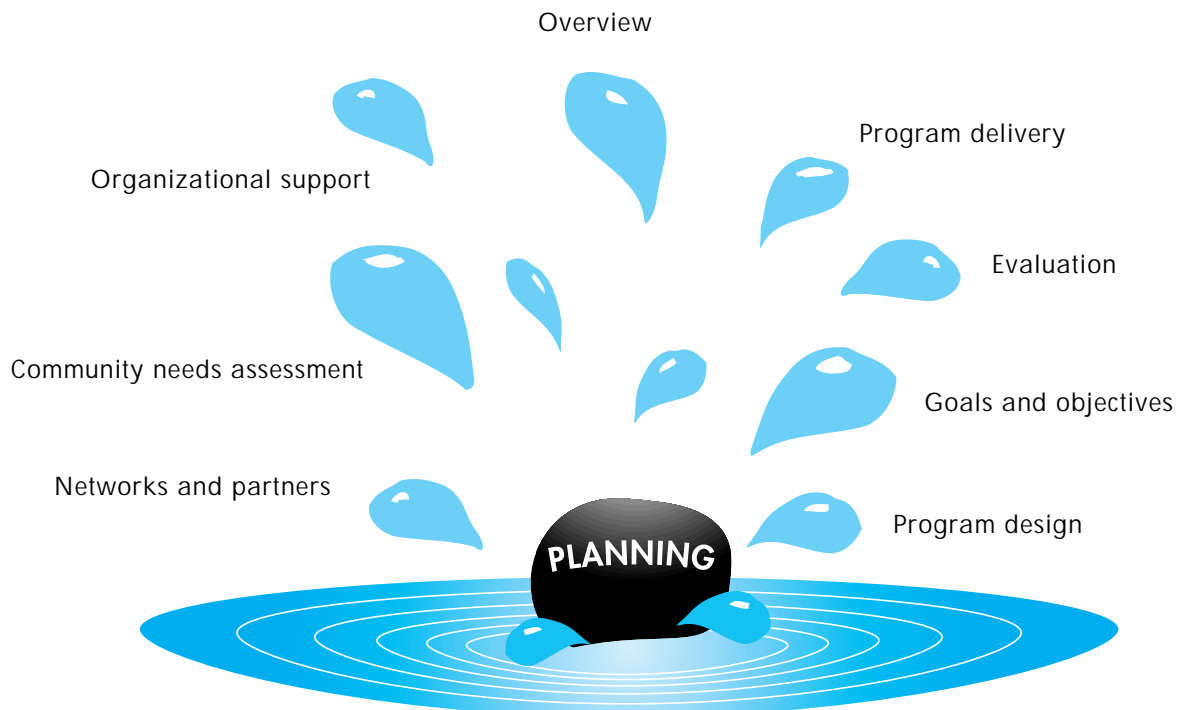 Overview
Program delivery
Organizational support
Evaluation
Community needs assessment
Goals and objectives
Networks and partners
Program design
PLANNING